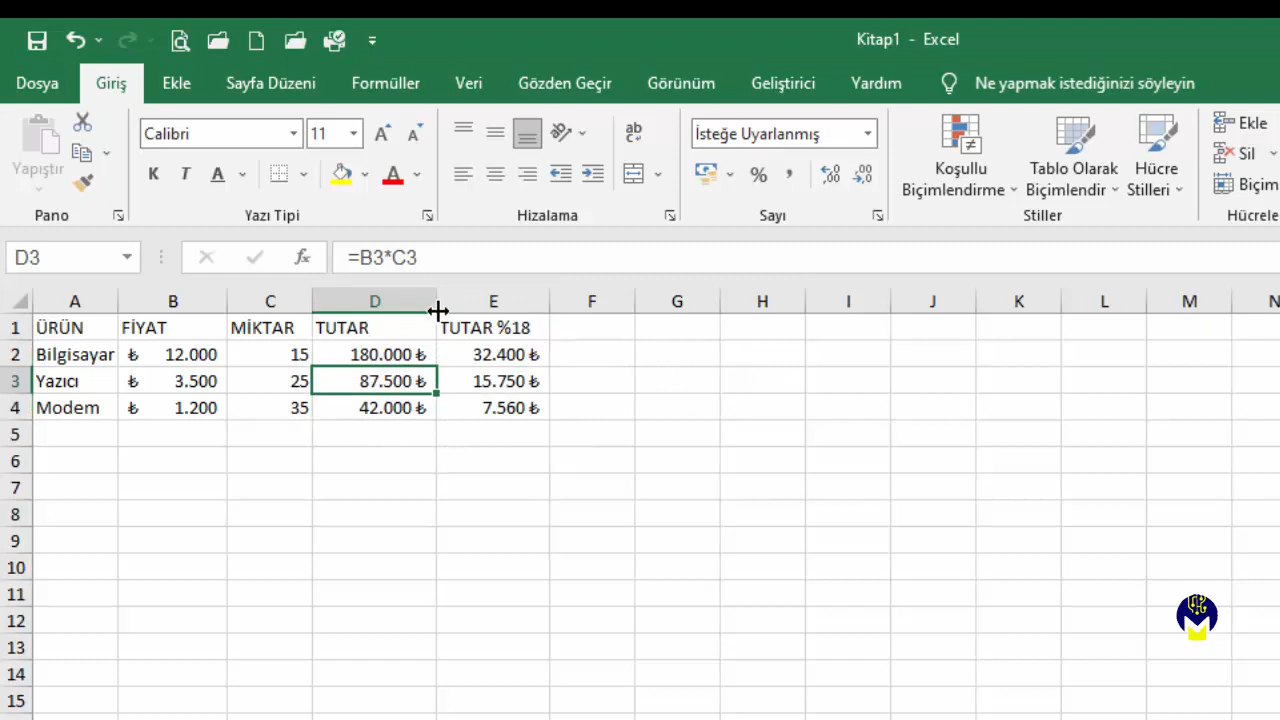 Kitap1 - Excel
Dosya Giriş Ekle Sayfa Düzeni Formüller Veri Gözden Geçir Görünüm Geliştirici Yardım Ne yapmak istediğinizi söyleyin
Yapıştır
Calibri 11
K T A A
ab
c
İsteğe Uyarlanmış
%
Koşullu
Biçimlendirme
Tablo Olarak
Biçimlendir
Hücre
Stilleri
Ekle
Sil
Biçim
Pano Yazı Tipi Hizalama Sayı Stiller Hücrele
D3 fx =B3*C3
A B C D E F G H I J K L M N
1 ÜRÜN FİYAT MİKTAR TUTAR TUTAR %18
2 Bilgisayar ₺ 12.000 15 180.000 ₺ 32.400 ₺
3 Yazıcı ₺ 3.500 25 87.500 ₺ 15.750 ₺
4 Modem ₺ 1.200 35 42.000 ₺ 7.560 ₺
5
6
7
8
9
10
11
12
13
14
15